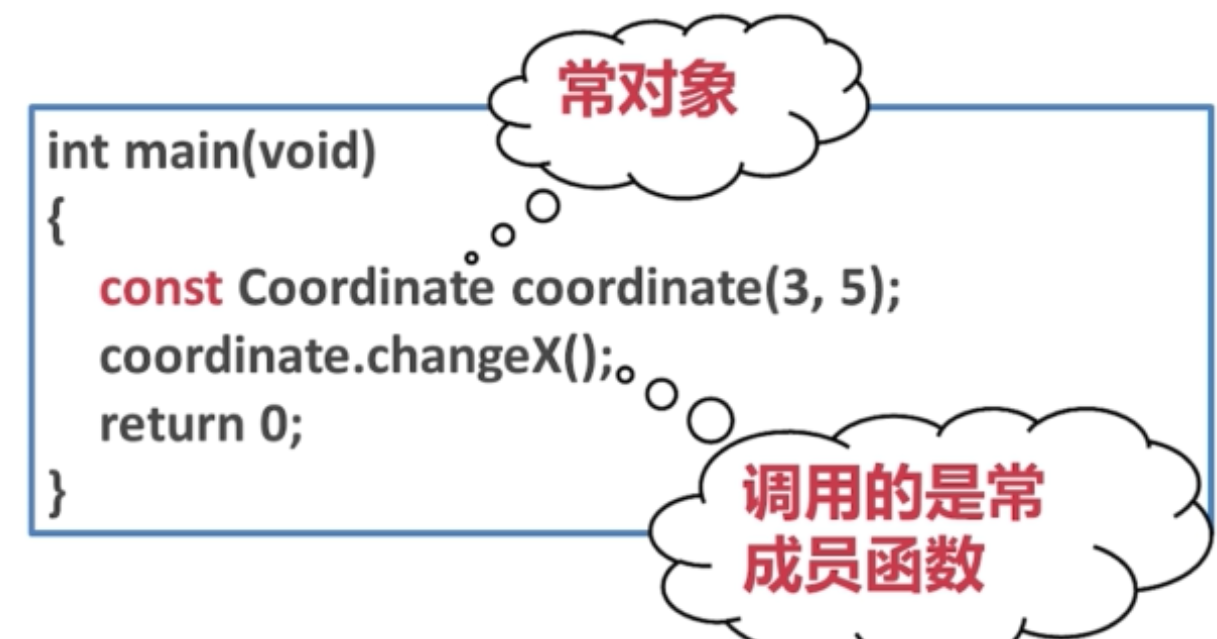 常对象
int main(void)
{
const Coordinate coordinate(3, 5);
coordinate.changeX();
return 0;
}
调用的是常
成员函数